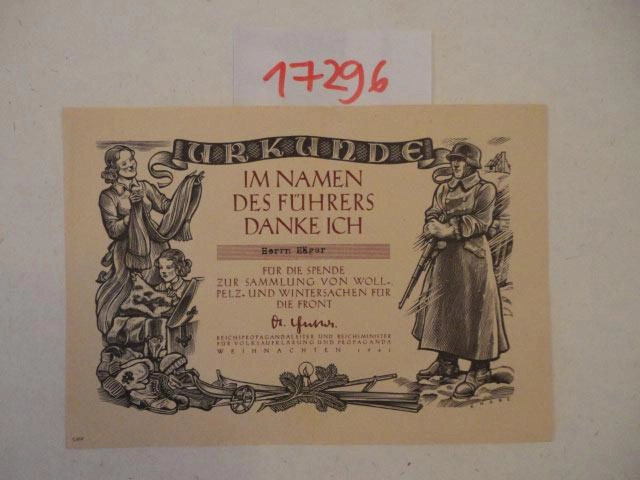 17296
URKUNDE
IM NAMEN
DES FÜHRERS
DANKE ICH
Herrn Häger
FÜR DIE SPENDE
ZUR SAMMLUNG VON WOLL-,
PELZ- UND WINTERSACHEN FÜR
DIE FRONT
REICHSPROPAGANDALEITER UND REICHSMINISTER
FÜR VOLKSAUFKLÄRUNG UND PROPAGANDA
WEIHNACHTEN 1941